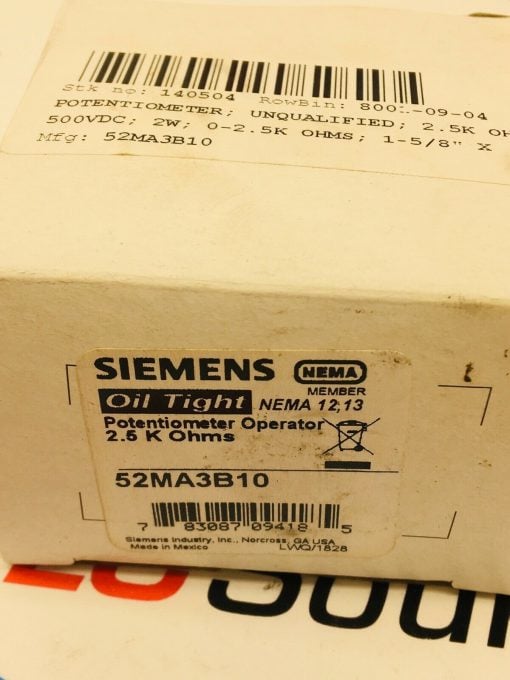 Stk no: 140504 RowBin: -09-04
POTENTIOMETER; UNQUALIFIED; 2.5K
500VDC; 2W; 0-2.5K OHMS; 1-5/8" X
Mfg: 52MA3B10
SIEMENS NEMA
MEMBER
Oil Tight NEMA 12,13
Potentiometer Operator
2.5 K Ohms
52MA3B10
7 83087 09418 5
Siemens Industry, Inc., Norcross, GA USA
Made in Mexico LWQ/1828